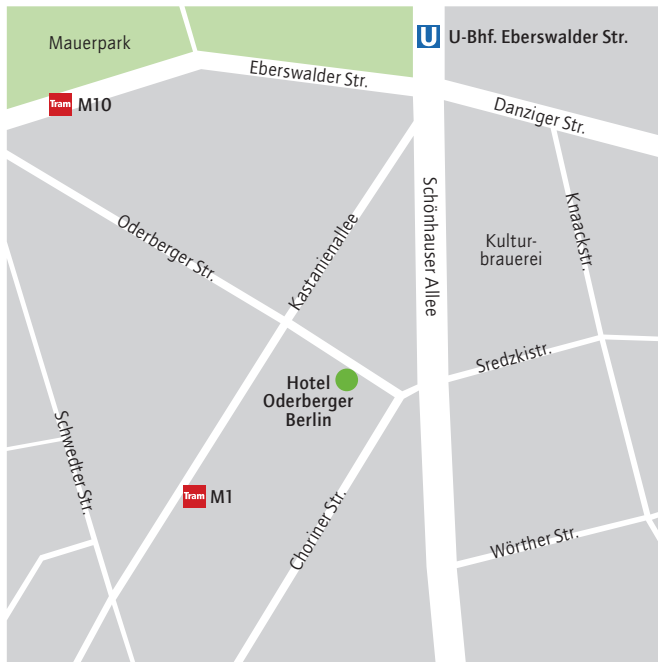 Mauerpark
U
U-Bhf. Eberswalder Str.
Eberswalder Str.
Tram
M10
Danziger Str.
Oderberger Str.
Kastanienallee
Schönhauser Allee
Knaackstr.
Kultur-
brauerei
Sredzkistr.
Hotel
Oderberger
Berlin
Schwedter Str.
Tram
M1
Choriner Str.
Wörther Str.